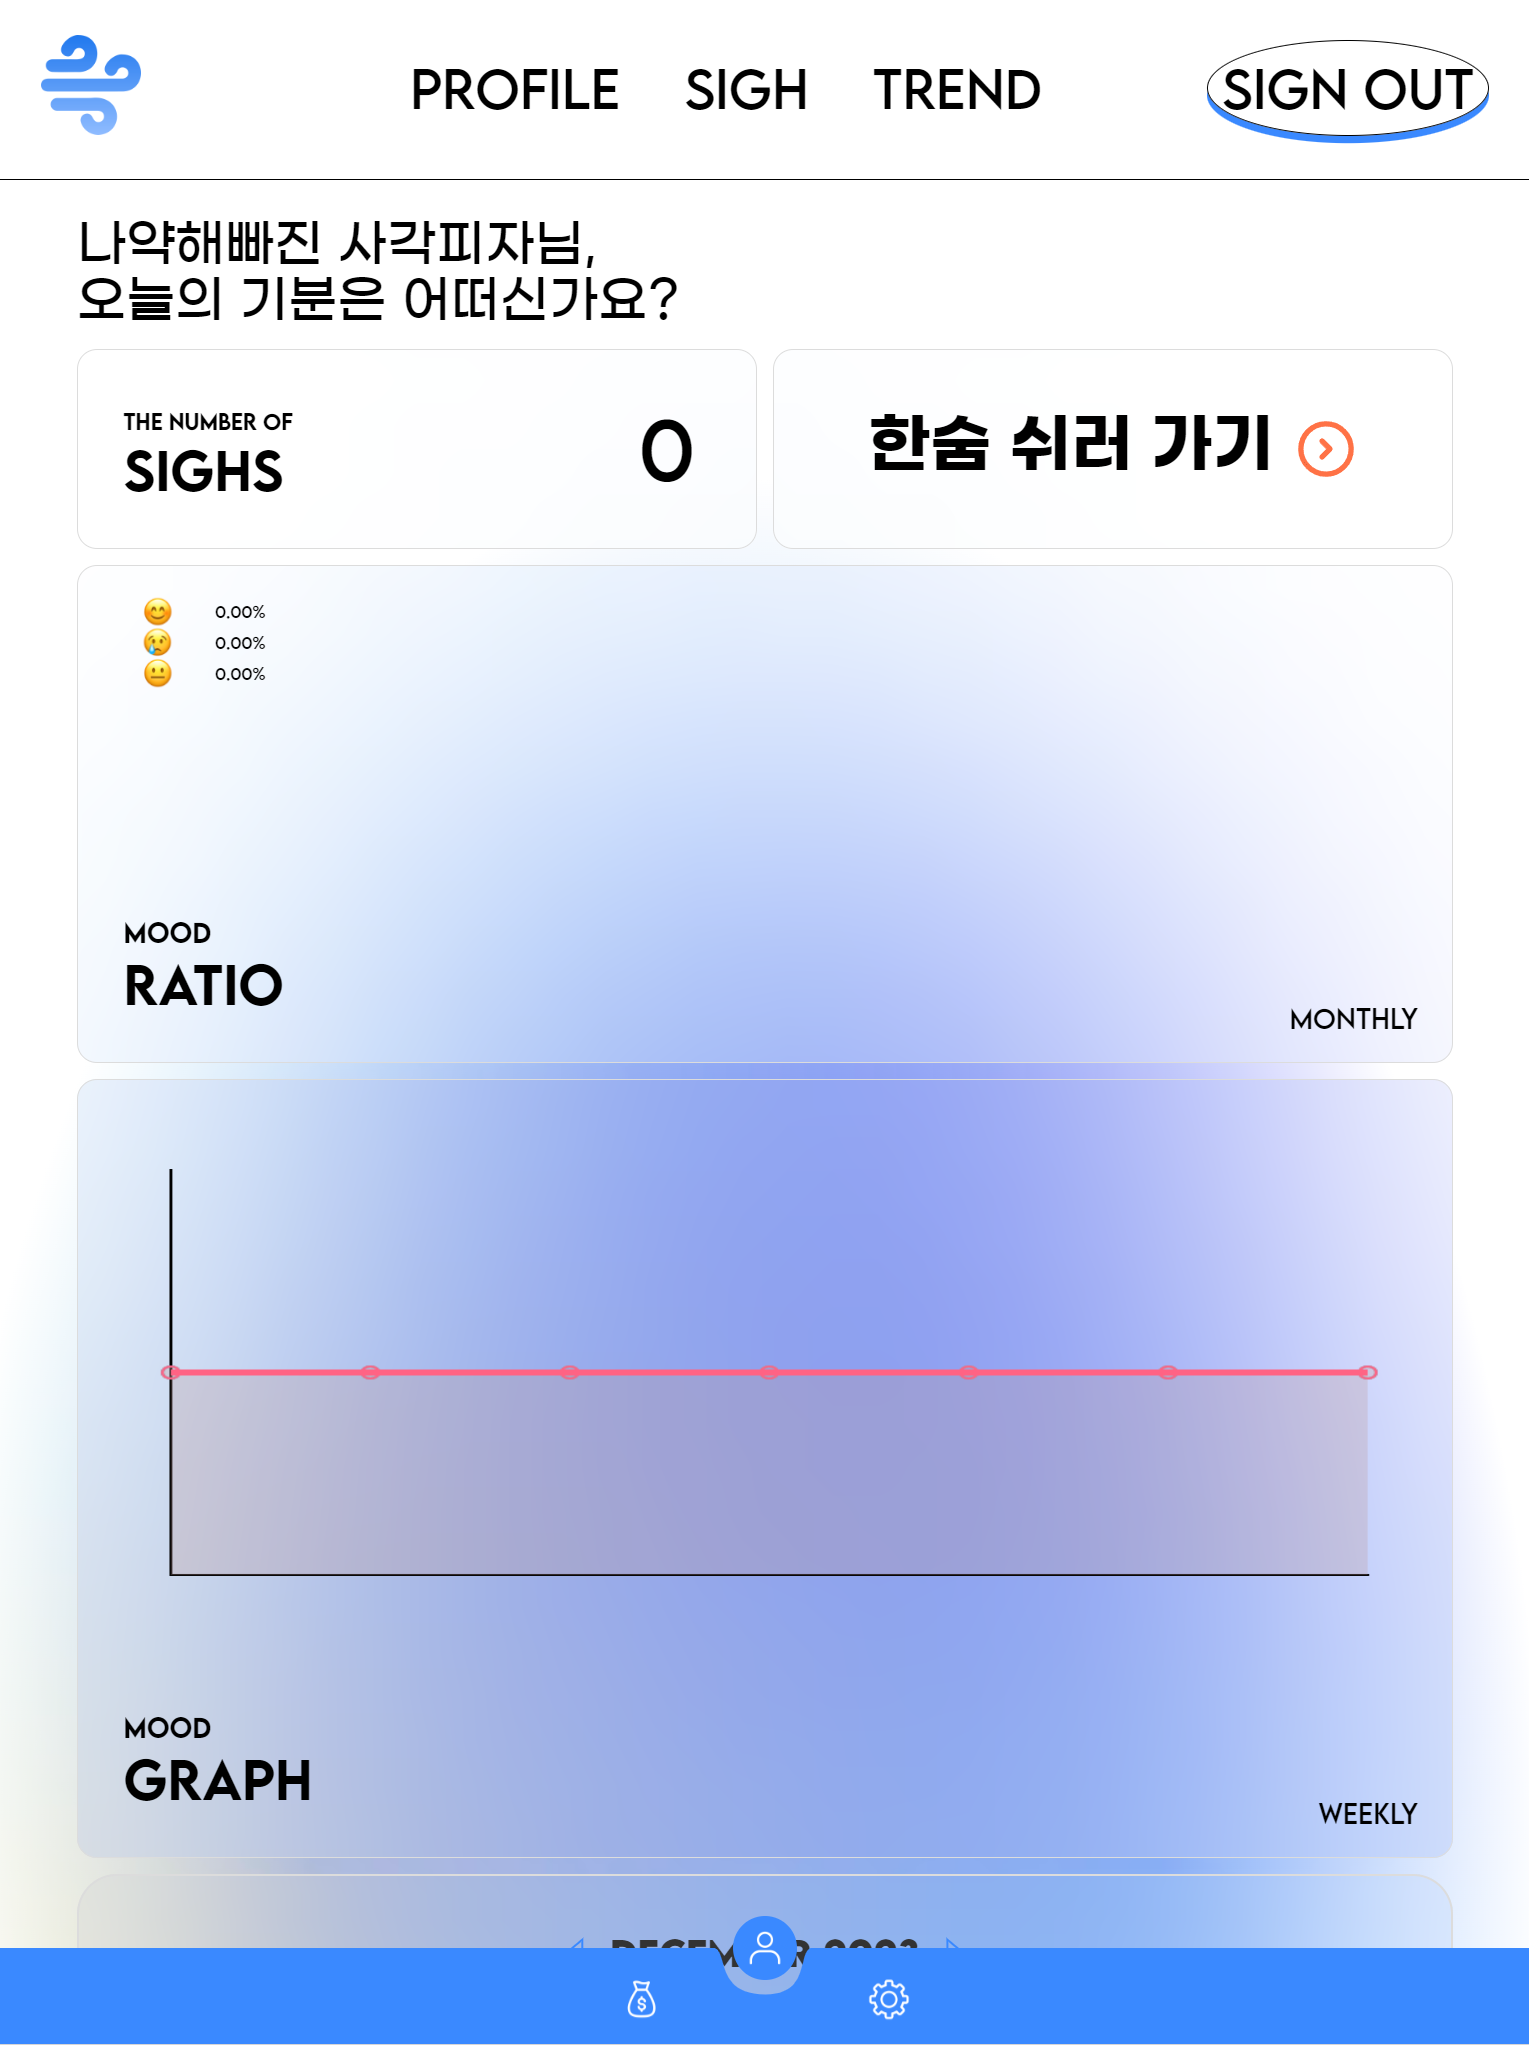 PROFILE SIGH TREND SIGN OUT
나약해빠진 사각피자님,
오늘의 기분은 어떠신가요?
THE NUMBER OF
SIGHS
0
한숨 쉬러 가기
😊 0.00%
😢 0.00%
😐 0.00%
MOOD
RATIO
MONTHLY
MOOD
GRAPH
WEEKLY